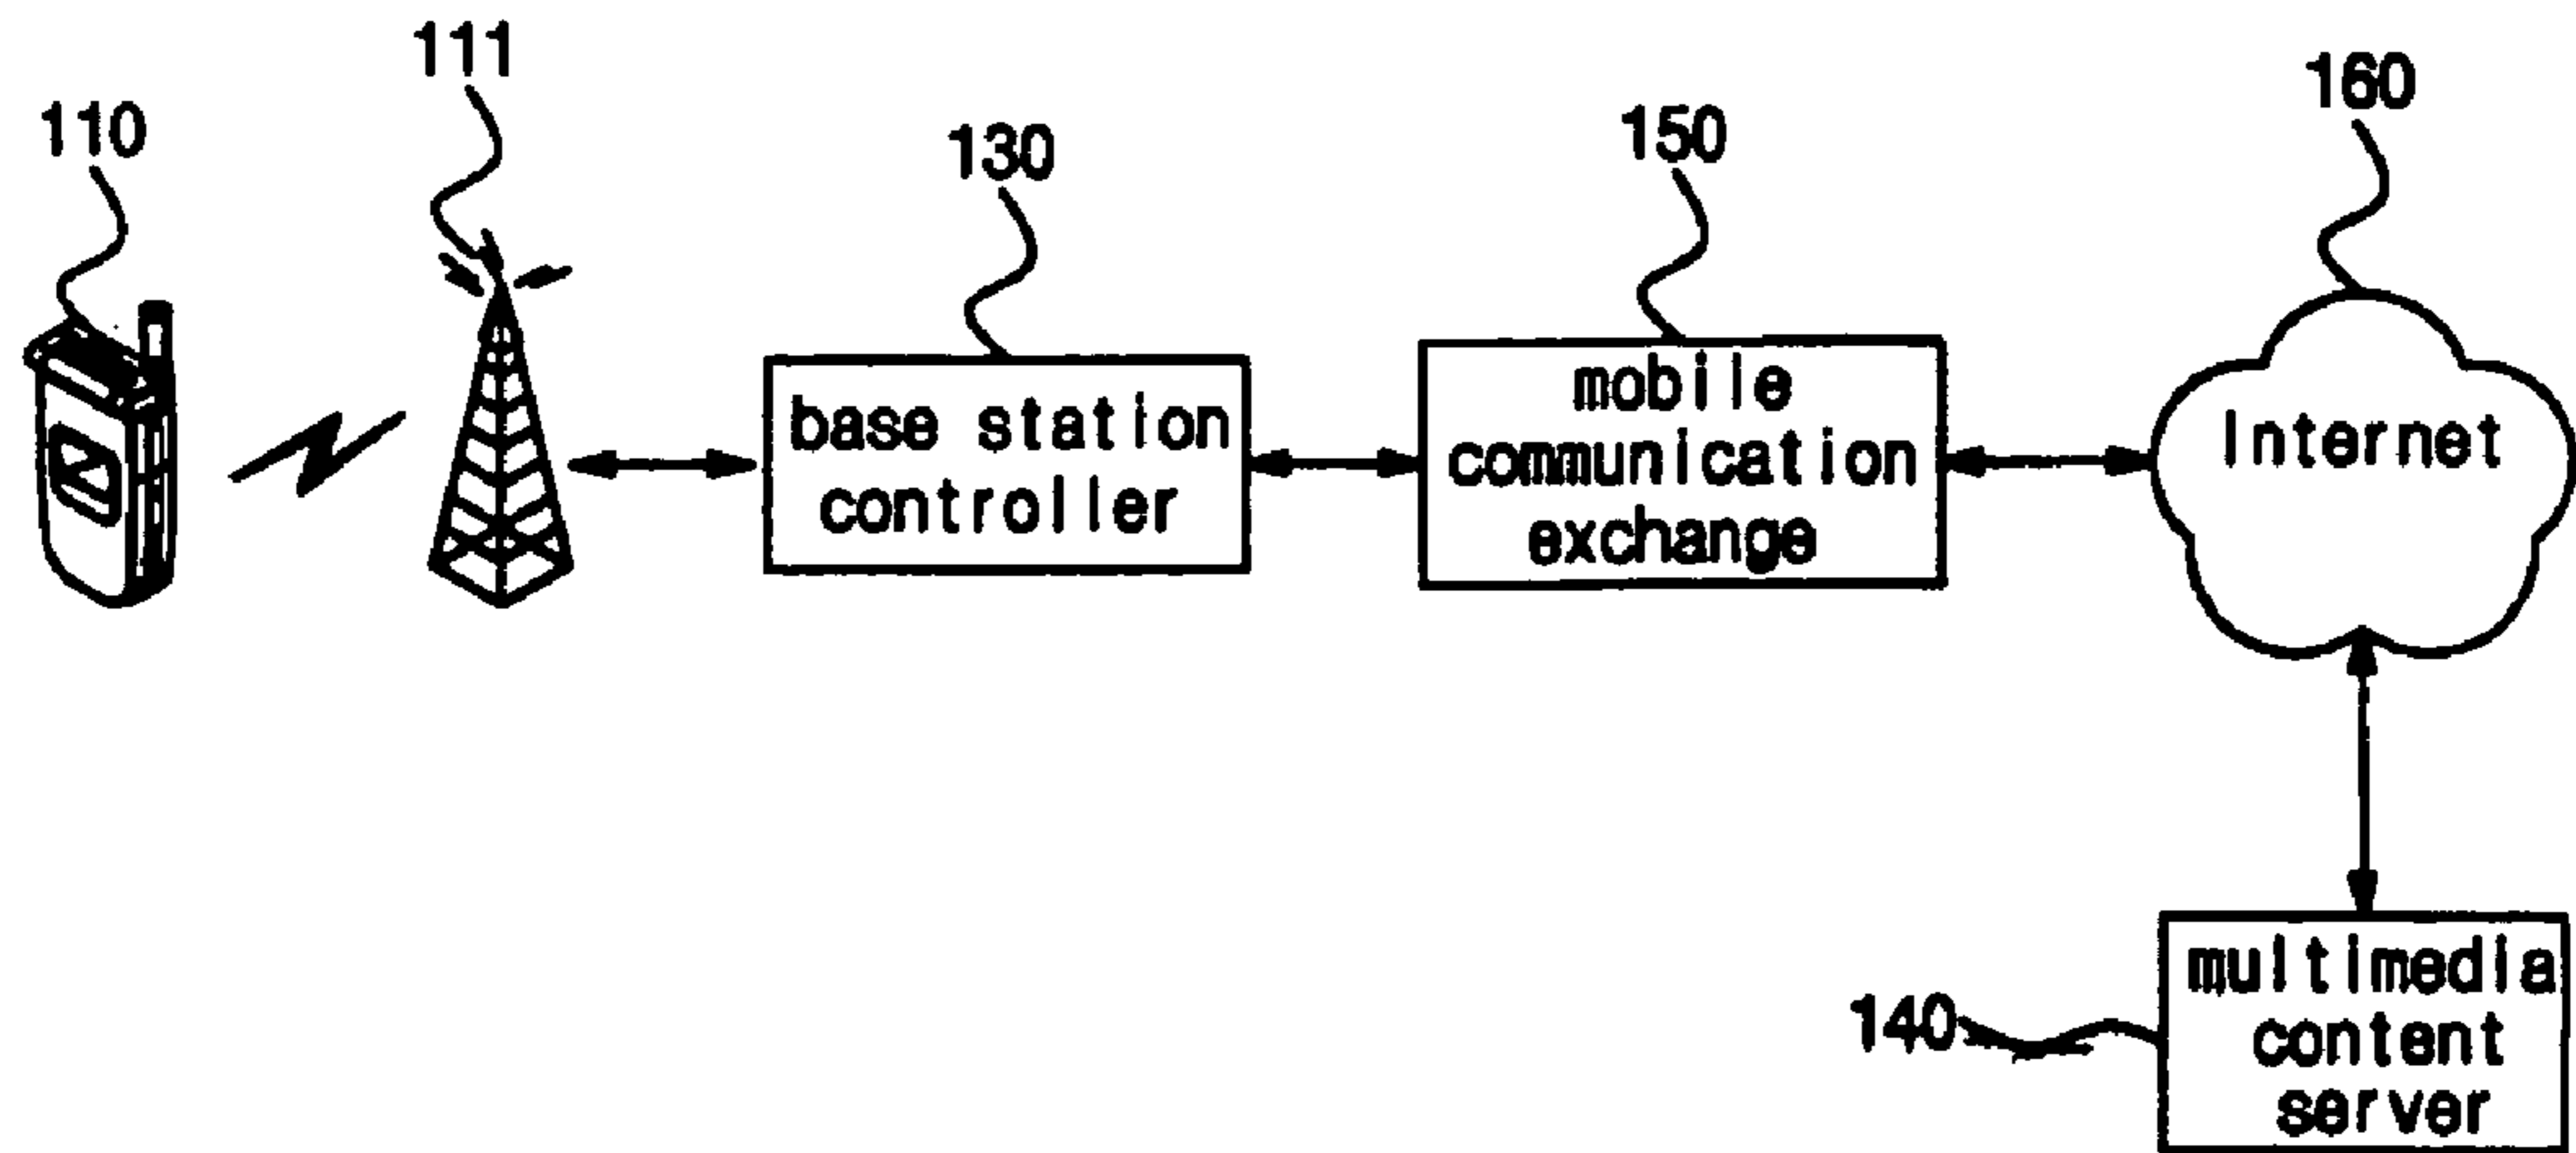 111
160
110
130
150
base station
controller
mobile
communication
exchange
Internet
140
multimedia
content
server